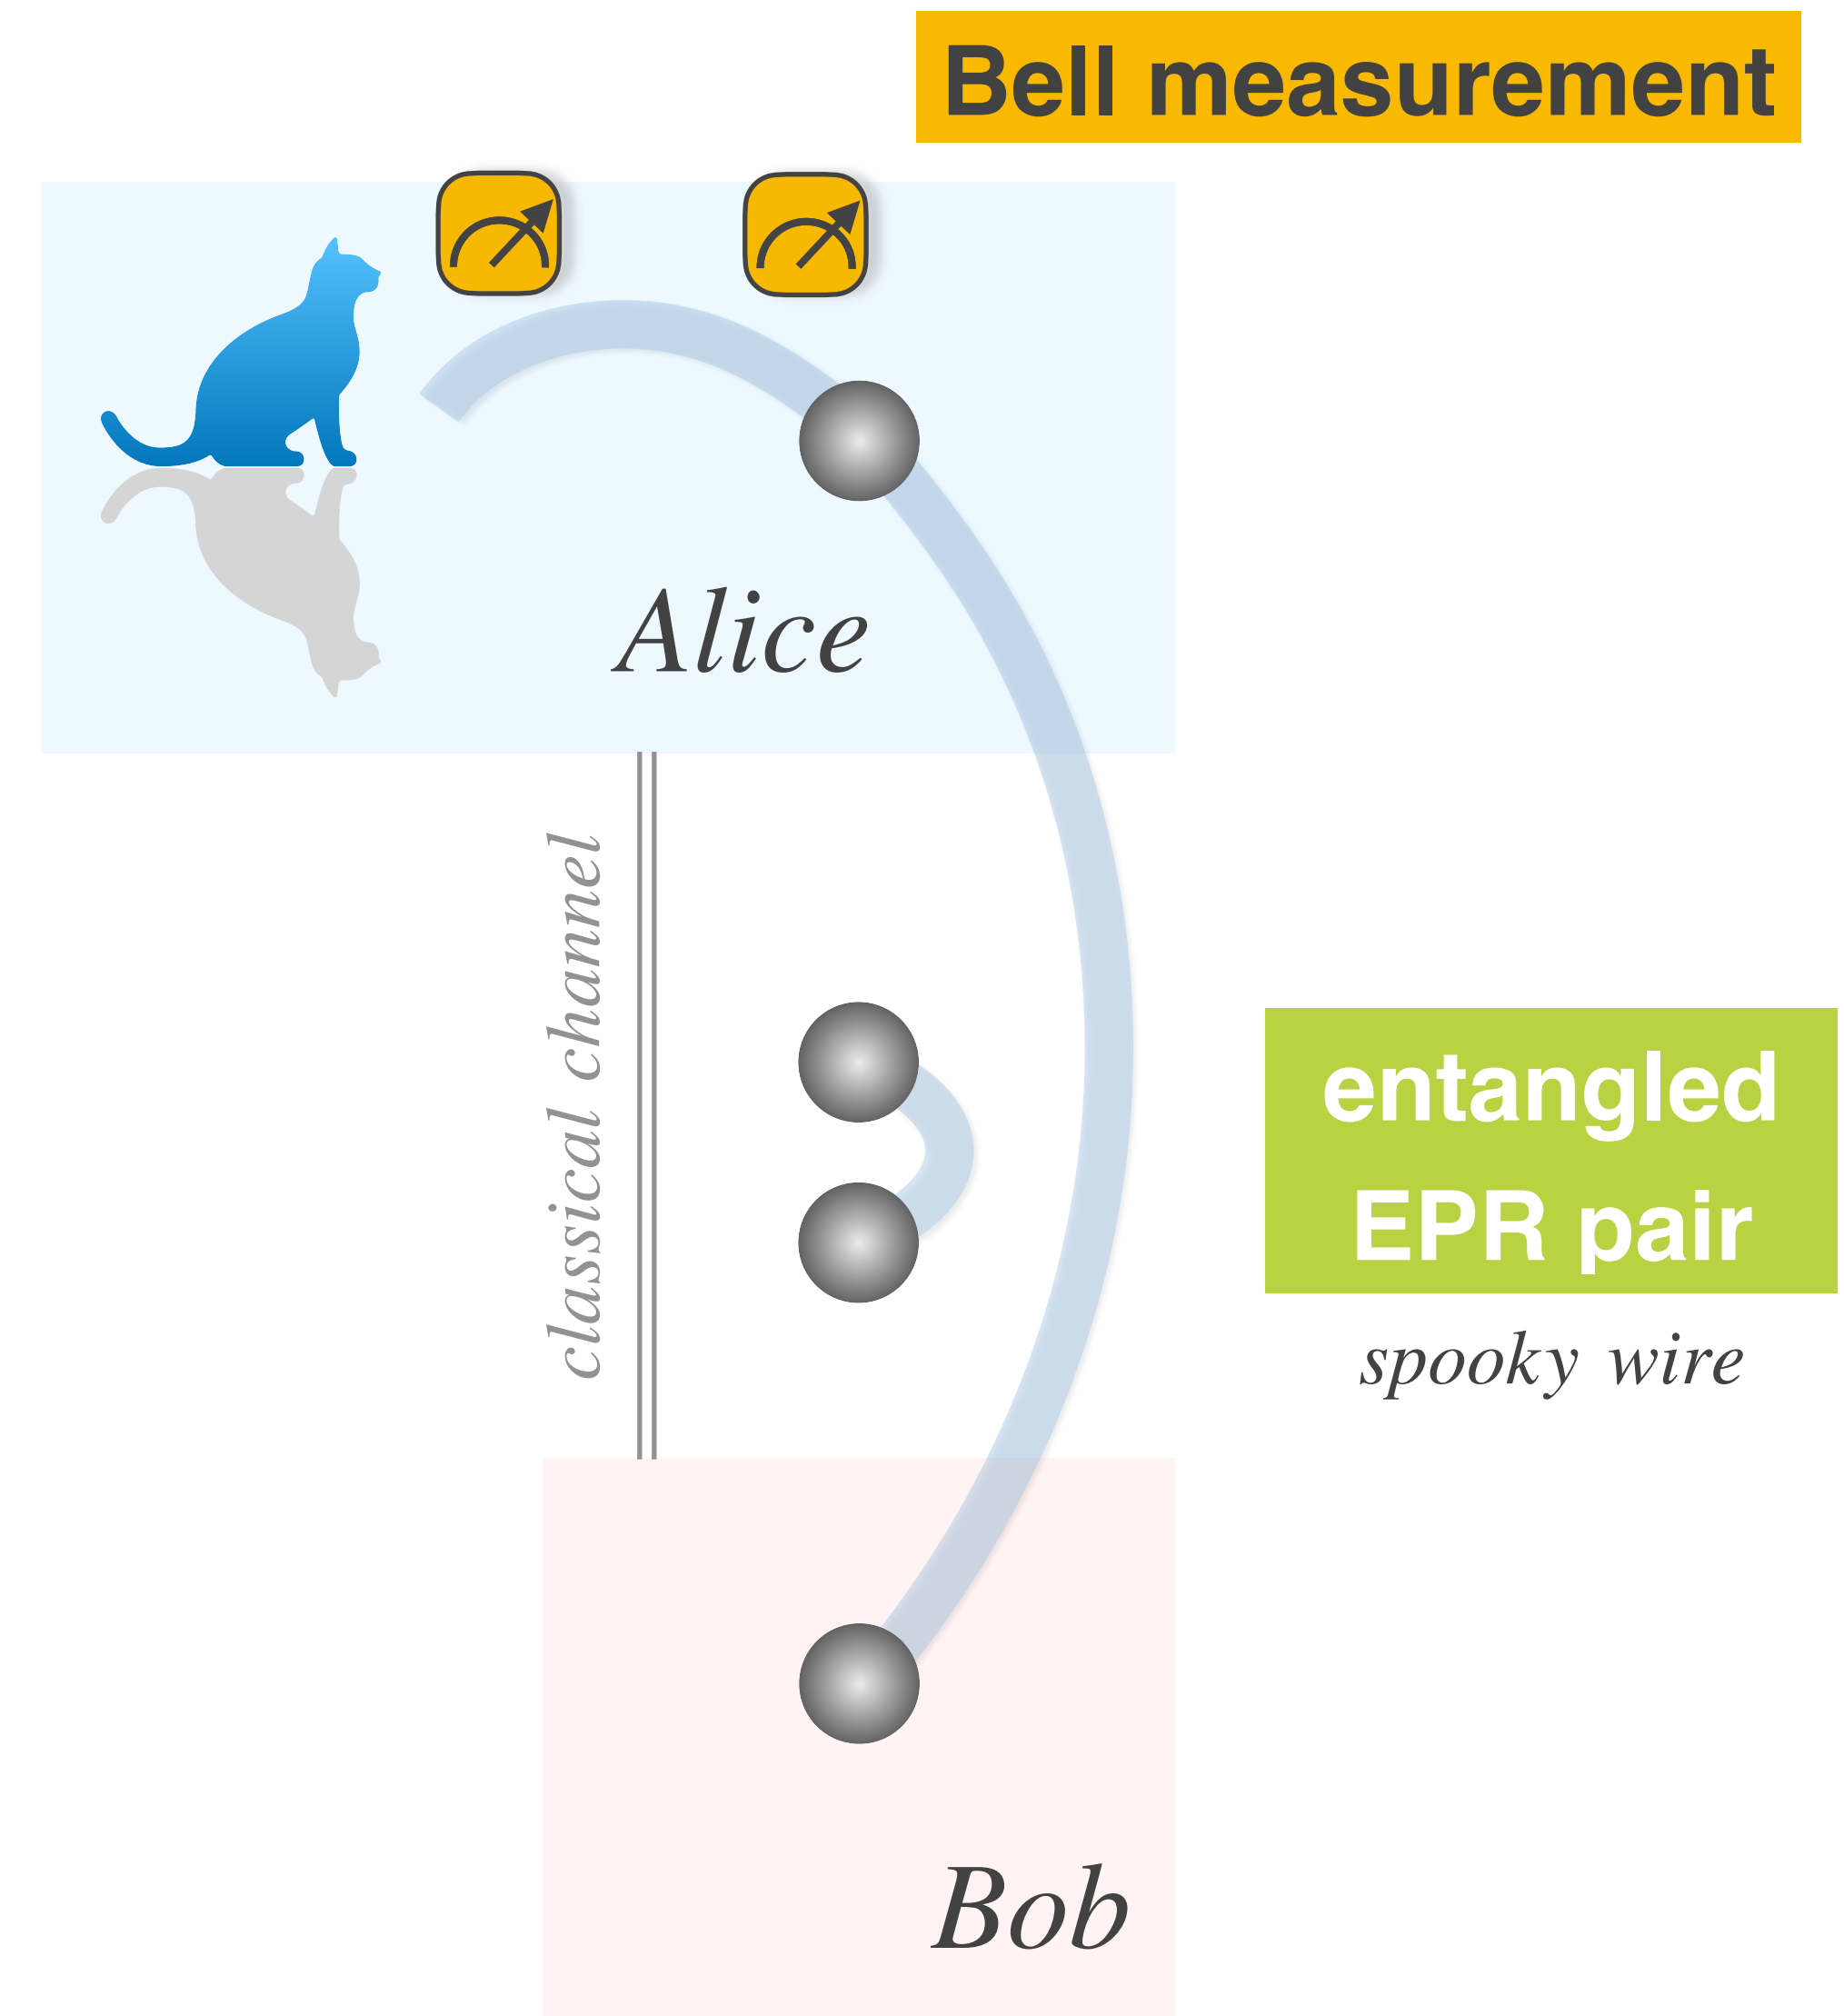 Bell measurement
Alice
classical channel
entangled
EPR pair
spooky wire
Bob